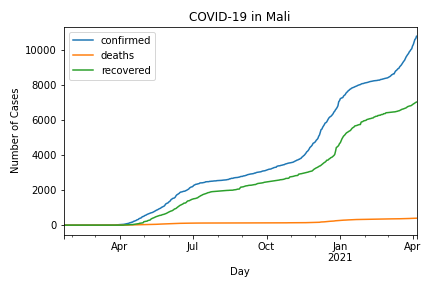 COVID-19 in Mali
confirmed
deaths
recovered
Number of Cases
10000
8000
6000
4000
2000
0
Apr
Jul
Oct
Jan
2021
Apr
Day